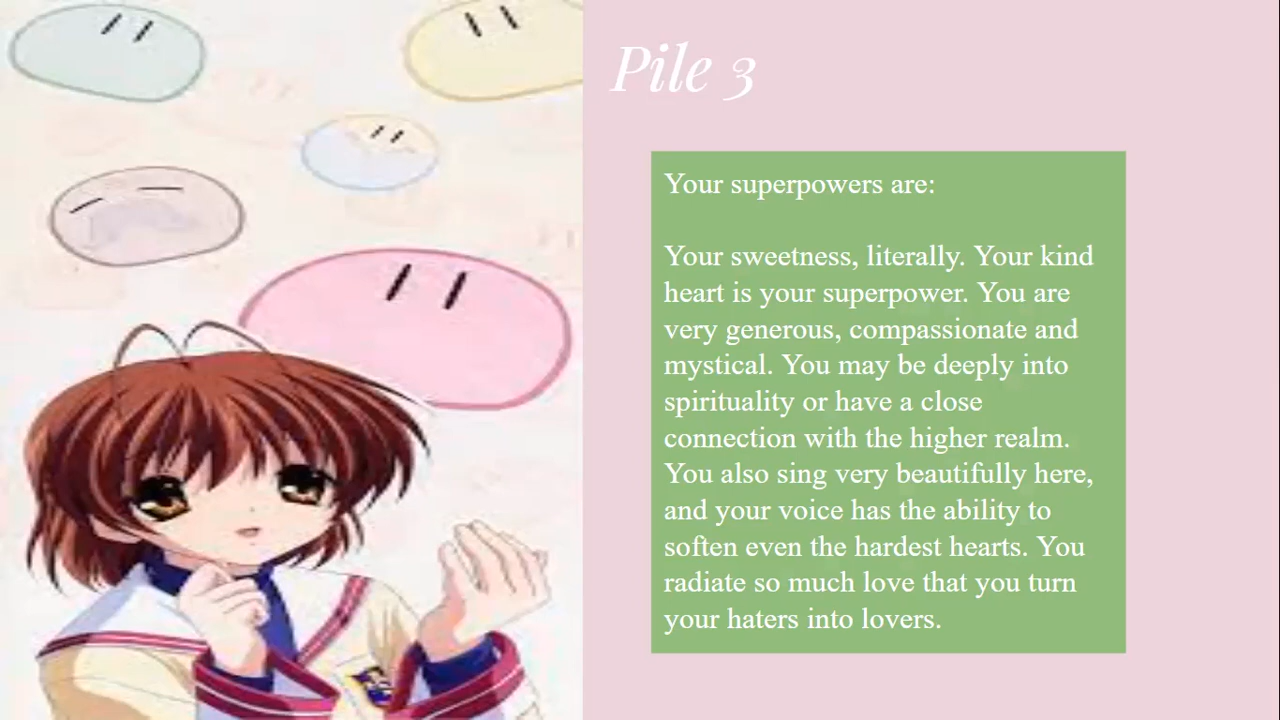 Pile 3
Your superpowers are:
Your sweetness, literally. Your kind
heart is your superpower. You are
very generous, compassionate and
mystical. You may be deeply into
spirituality or have a close
connection with the higher realm.
You also sing very beautifully here,
and your voice has the ability to
soften even the hardest hearts. You
radiate so much love that you turn
your haters into lovers.